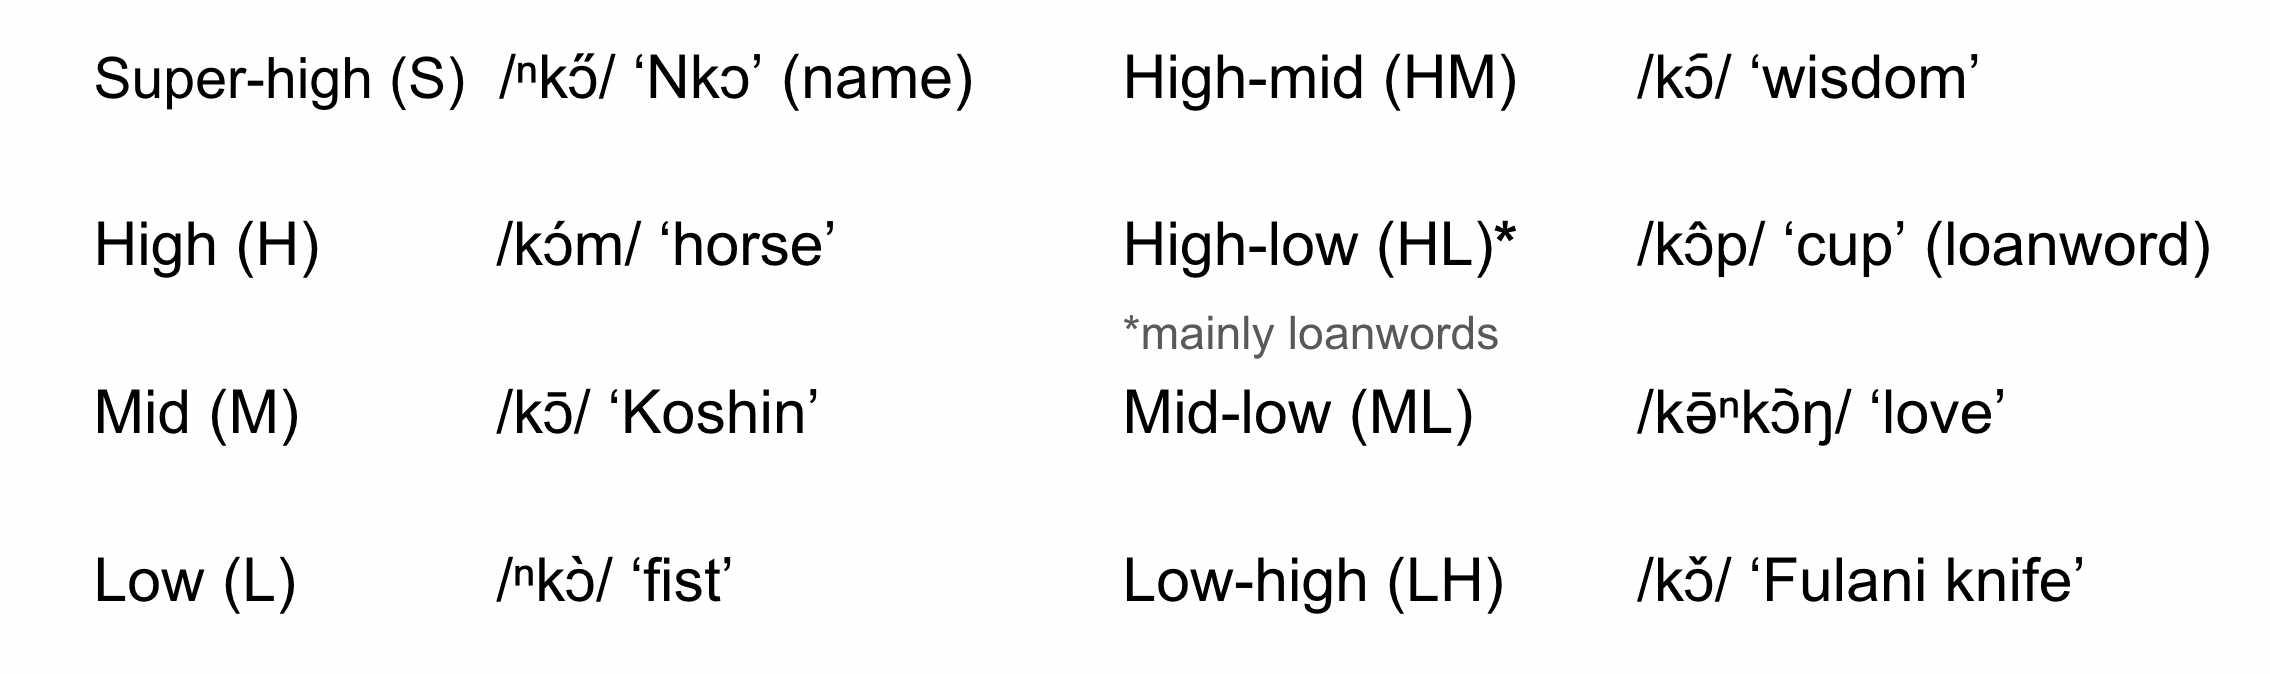 Super-high (S) /ⁿkɔ̋/ ‘Nkɔ’ (name) High-mid (HM) /kɔ᷇/ ‘wisdom’
High (H) /kɔ́m/ ‘horse’ High-low (HL)* /kɔ̂p/ ‘cup’ (loanword)
*mainly loanwords
Mid (M) /kɔ̄/ ‘Koshin’ Mid-low (ML) /kə̄ⁿkɔ᷆ŋ/ ‘love’
Low (L) /ⁿkɔ̀/ ‘fist’ Low-high (LH) /kɔ̌/ ‘Fulani knife’